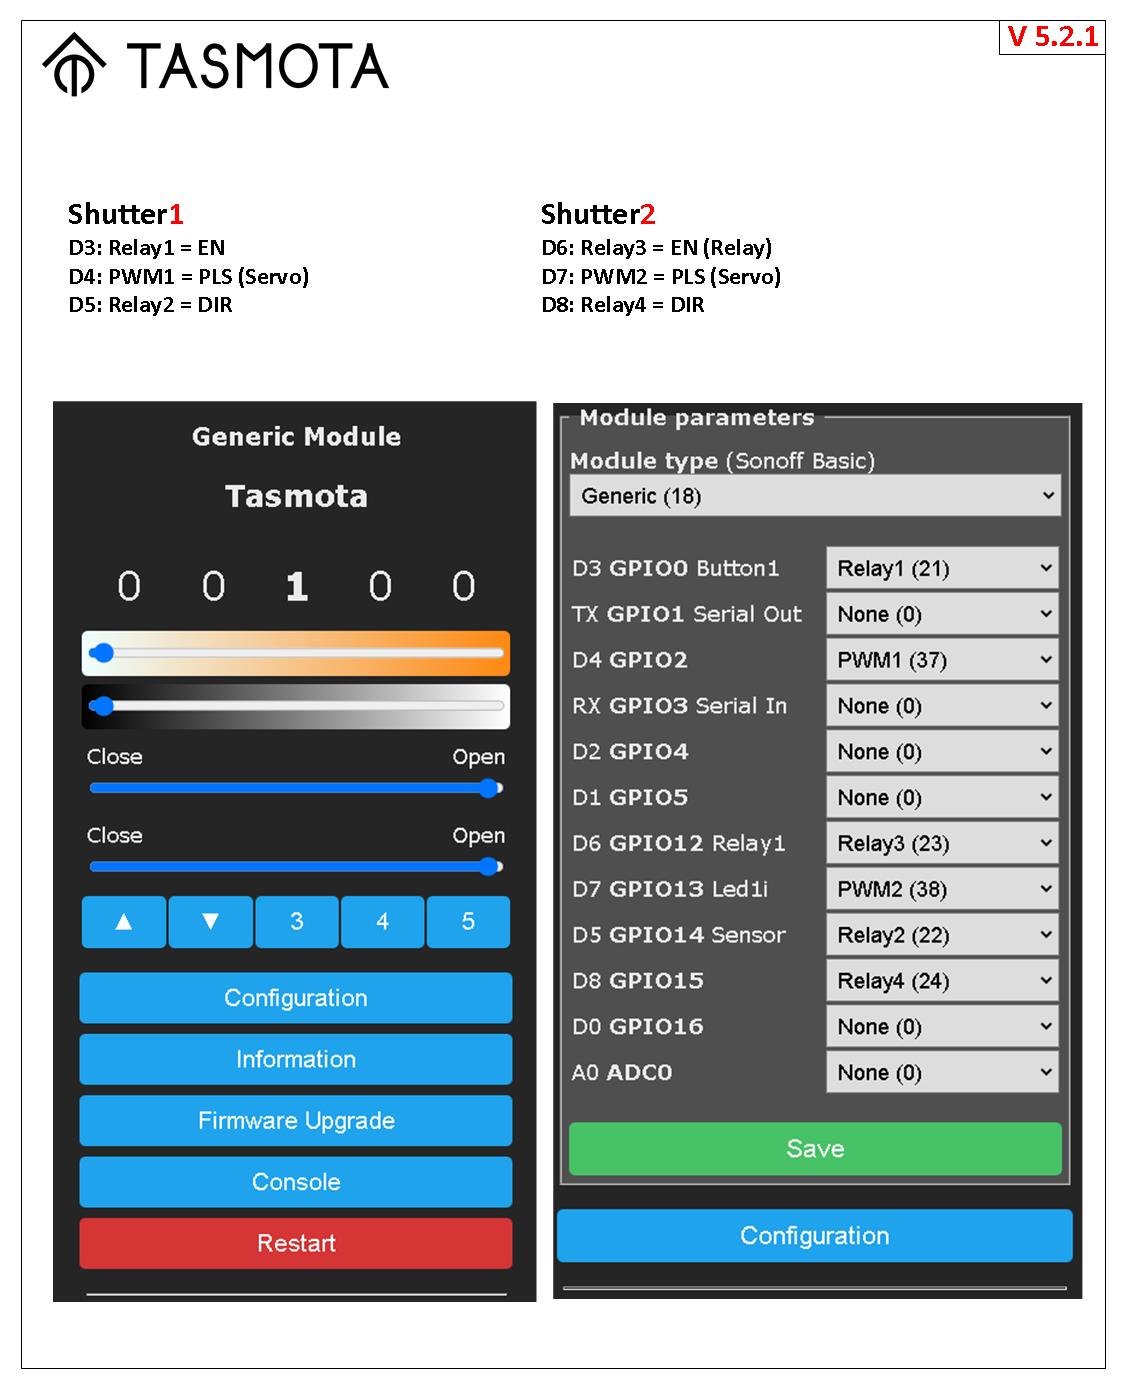 TASMOTA
V 5.2.1
Shutter1
D3: Relay1 = EN
D4: PWM1 = PLS (Servo)
D5: Relay2 = DIR
Shutter2
D6: Relay3 = EN (Relay)
D7: PWM2 = PLS (Servo)
D8: Relay4 = DIR
Generic Module
Tasmota
0 0 1 0 0
Close Open
Close Open
▲ ▼ 3 4 5
Configuration
Information
Firmware Upgrade
Console
Restart
Module parameters
Module type (Sonoff Basic)
Generic (18)
D3 GPIO0 Button1 Relay1 (21)
TX GPIO1 Serial Out None (0)
D4 GPIO2 PWM1 (37)
RX GPIO3 Serial In None (0)
D2 GPIO4 None (0)
D1 GPIO5 None (0)
D6 GPIO12 Relay1 Relay3 (23)
D7 GPIO13 Led1i PWM2 (38)
D5 GPIO14 Sensor Relay2 (22)
D8 GPIO15 Relay4 (24)
D0 GPIO16 None (0)
A0 ADC0 None (0)
Save
Configuration